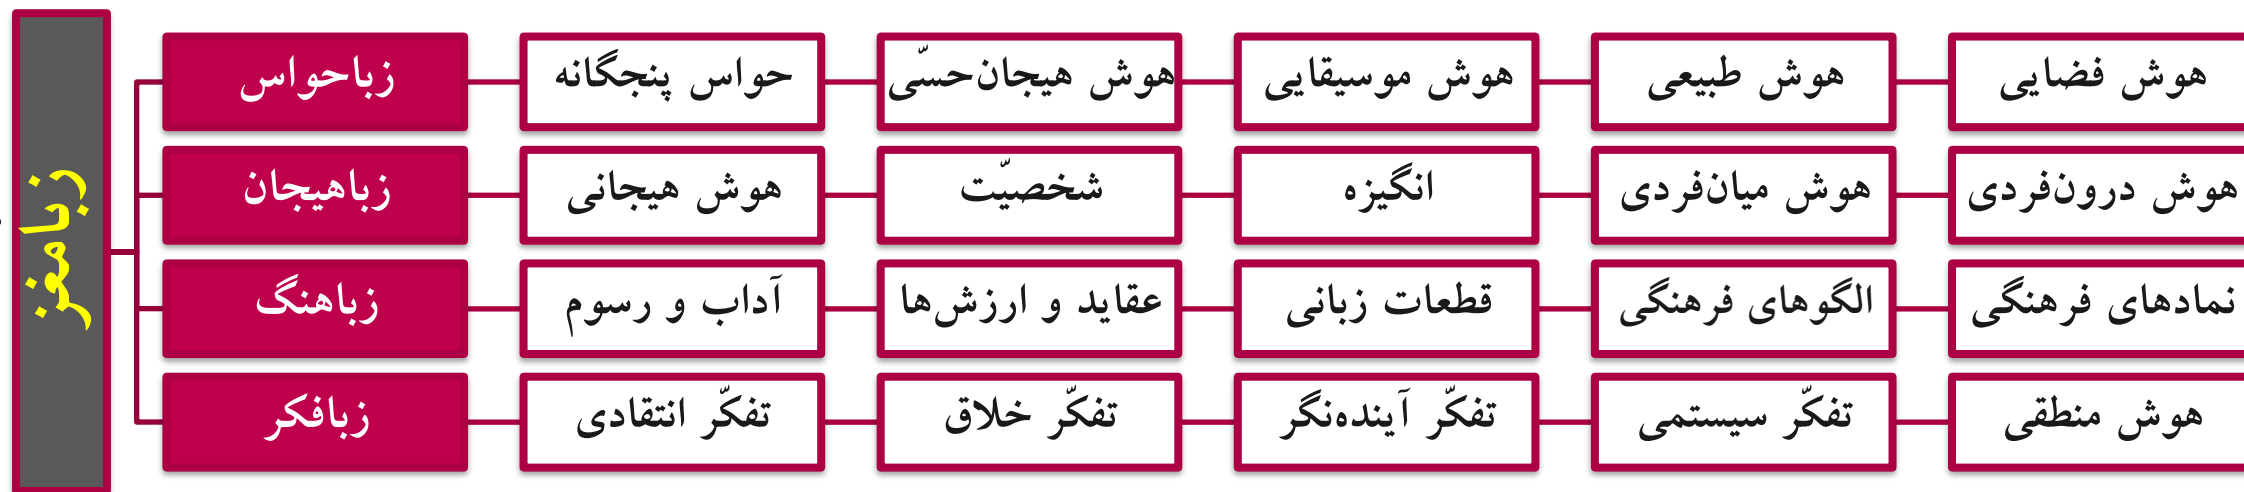 زبامغز
زباحواس
حواس پنجگانه
هوش هیجان‌حسّی
هوش موسیقایی
هوش طبیعی
هوش فضایی
زباهیجان
هوش هیجانی
شخصیّت
انگیزه
هوش میان‌فردی
هوش درون‌فردی
زباهنگ
آداب و رسوم
عقاید و ارزش‌ها
قطعات زبانی
الگوهای فرهنگی
نمادهای فرهنگی
زبافکر
تفکّر انتقادی
تفکّر خلاق
تفکّر آینده‌نگر
تفکّر سیستمی
هوش منطقی